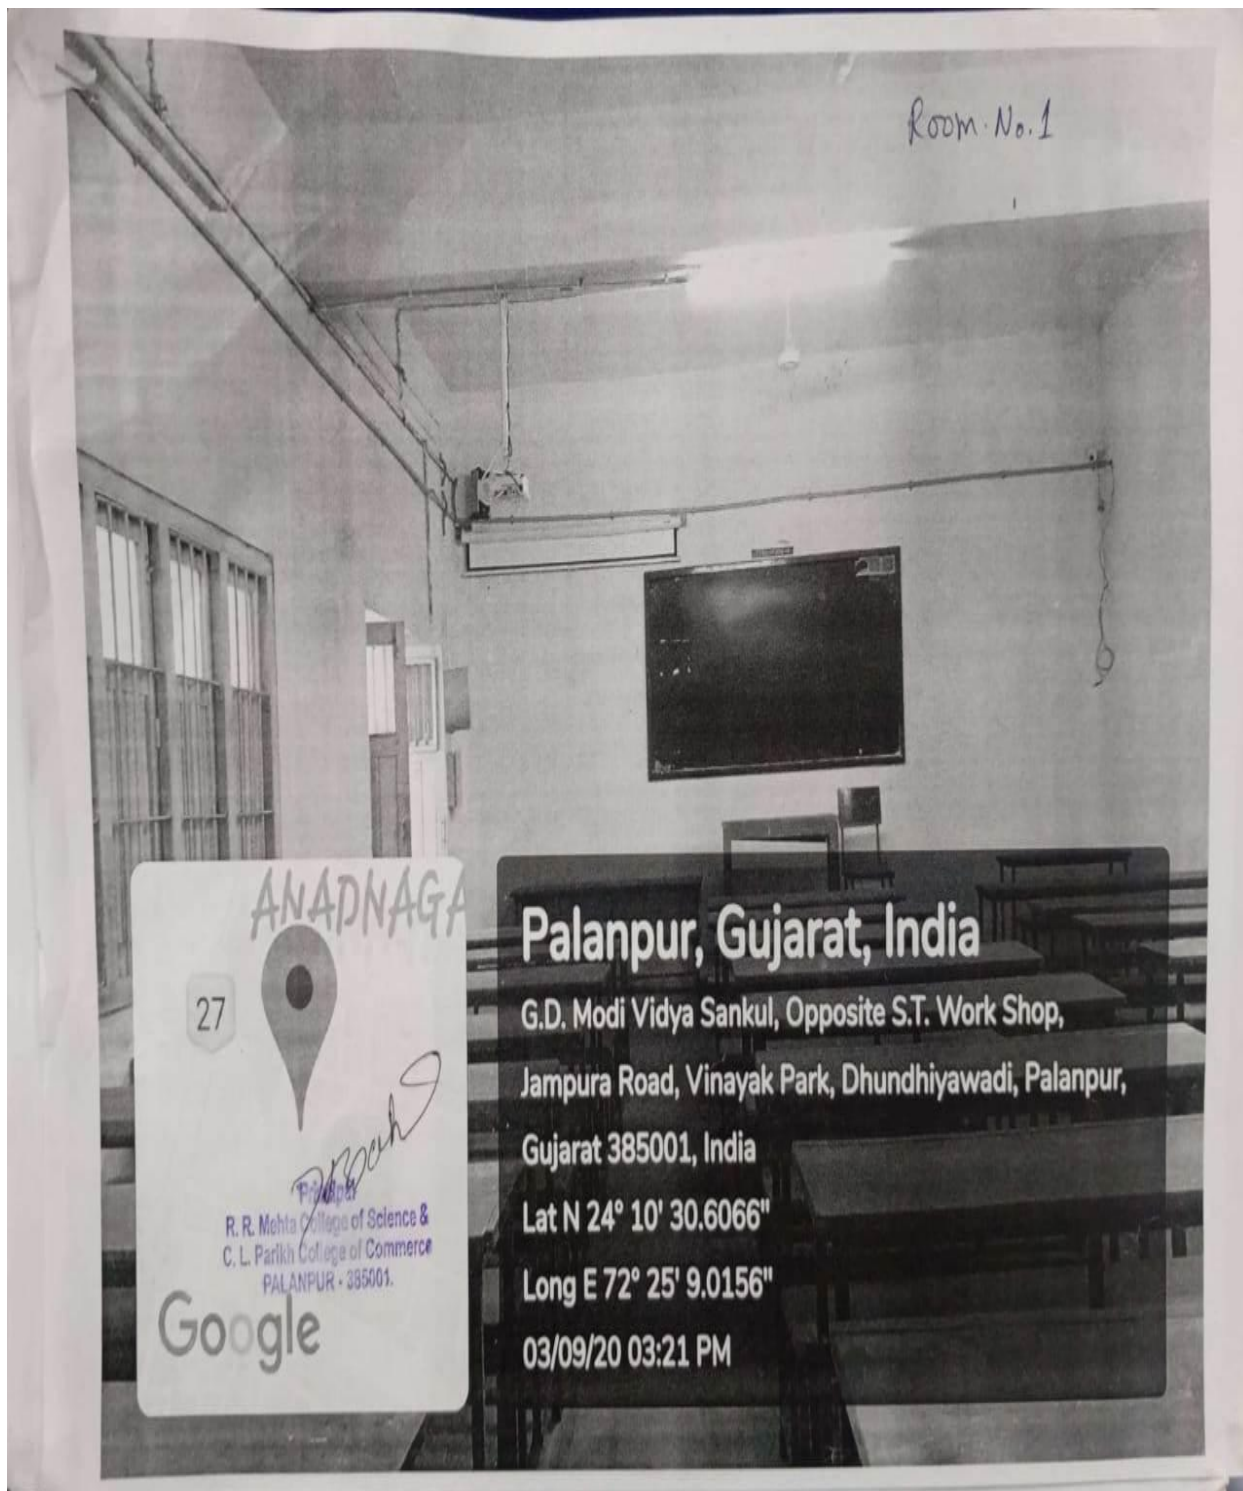 Room. No. 1
ANADNAGA
27
Principal
R. R. Mehta College of Science &
C. L. Parikh College of Commerce
PALANPUR - 385001.
Google
Palanpur, Gujarat, India
G.D. Modi Vidya Sankul, Opposite S.T. Work Shop,
Jampura Road, Vinayak Park, Dhundhiyawadi, Palanpur,
Gujarat 385001, India
Lat N 24° 10' 30.6066"
Long E 72° 25' 9.0156"
03/09/20 03:21 PM